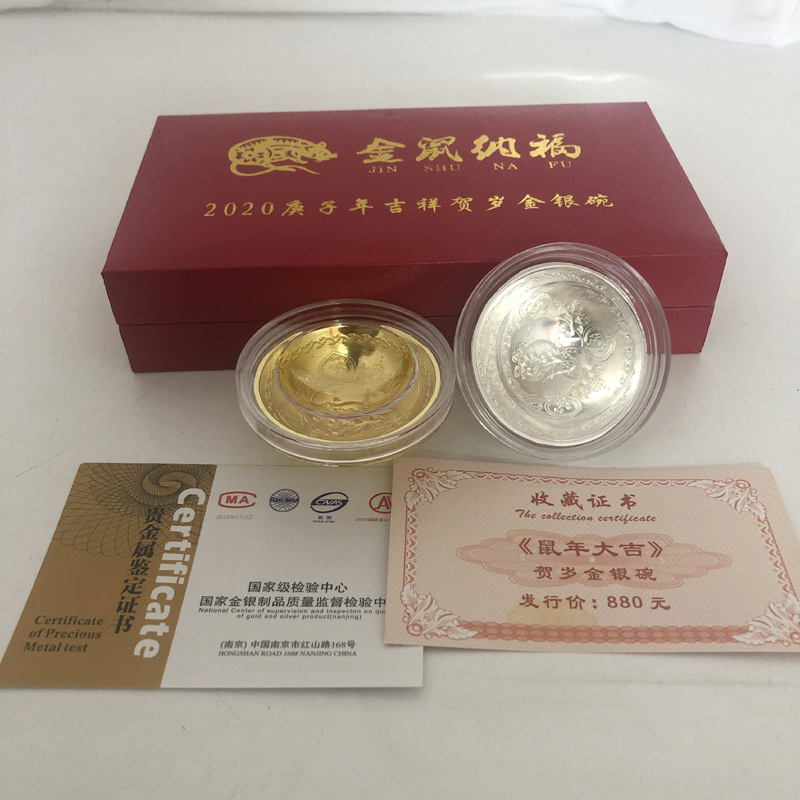 金鼠纳福
JIN SHU NA FU
2020庚子年吉祥贺岁金银碗
Certificate
贵金属鉴定证书
Certificate
of Precious
Metal test
MA
CNAS
国家级检验中心
国家金银制品质量监督检验中
National Center of supervision and inspecton on qu
of gold and silver product(nanjing)
(南京) 中国南京市红山路168号
HONGSHAN ROAD 168# NANJING CHINA
收藏证书
The collection certificate
《鼠年大吉》
贺岁金银碗
发行价：880 元